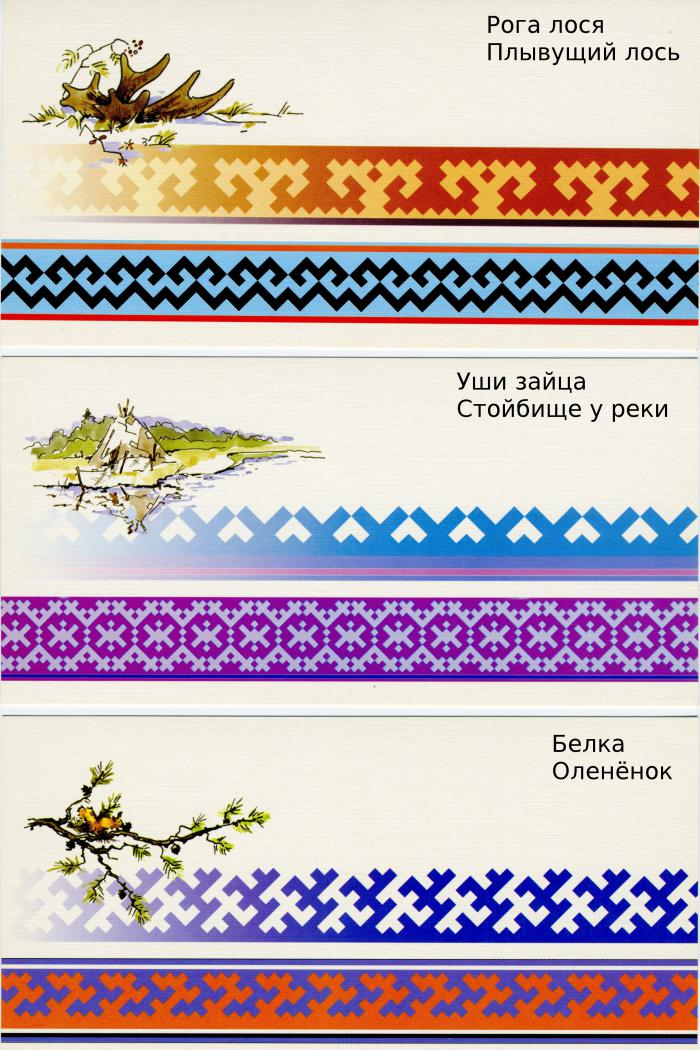 Рога лося
Плывущий лось
Уши зайца
Стойбище у реки
Белка
Оленёнок